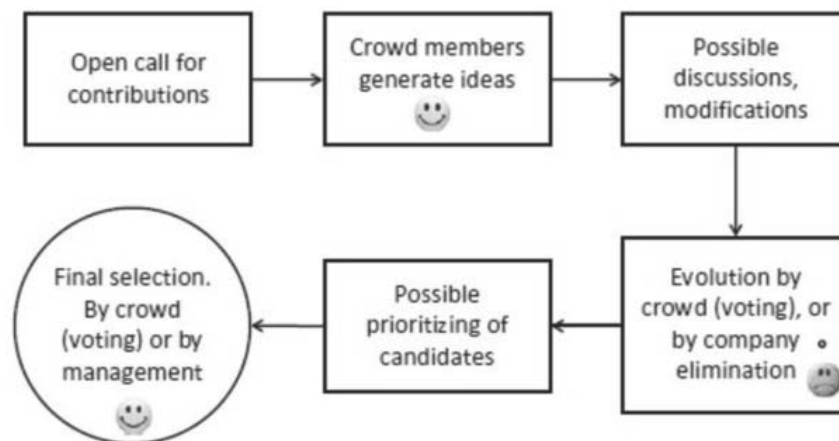 Open call for
contributions
Crowd members
generate ideas
Possible
discussions,
modifications
Evolution by
crowd (voting), or
by company
elimination
Possible
prioritizing of
candidates
Final selection.
By crowd
(voting) or by
management